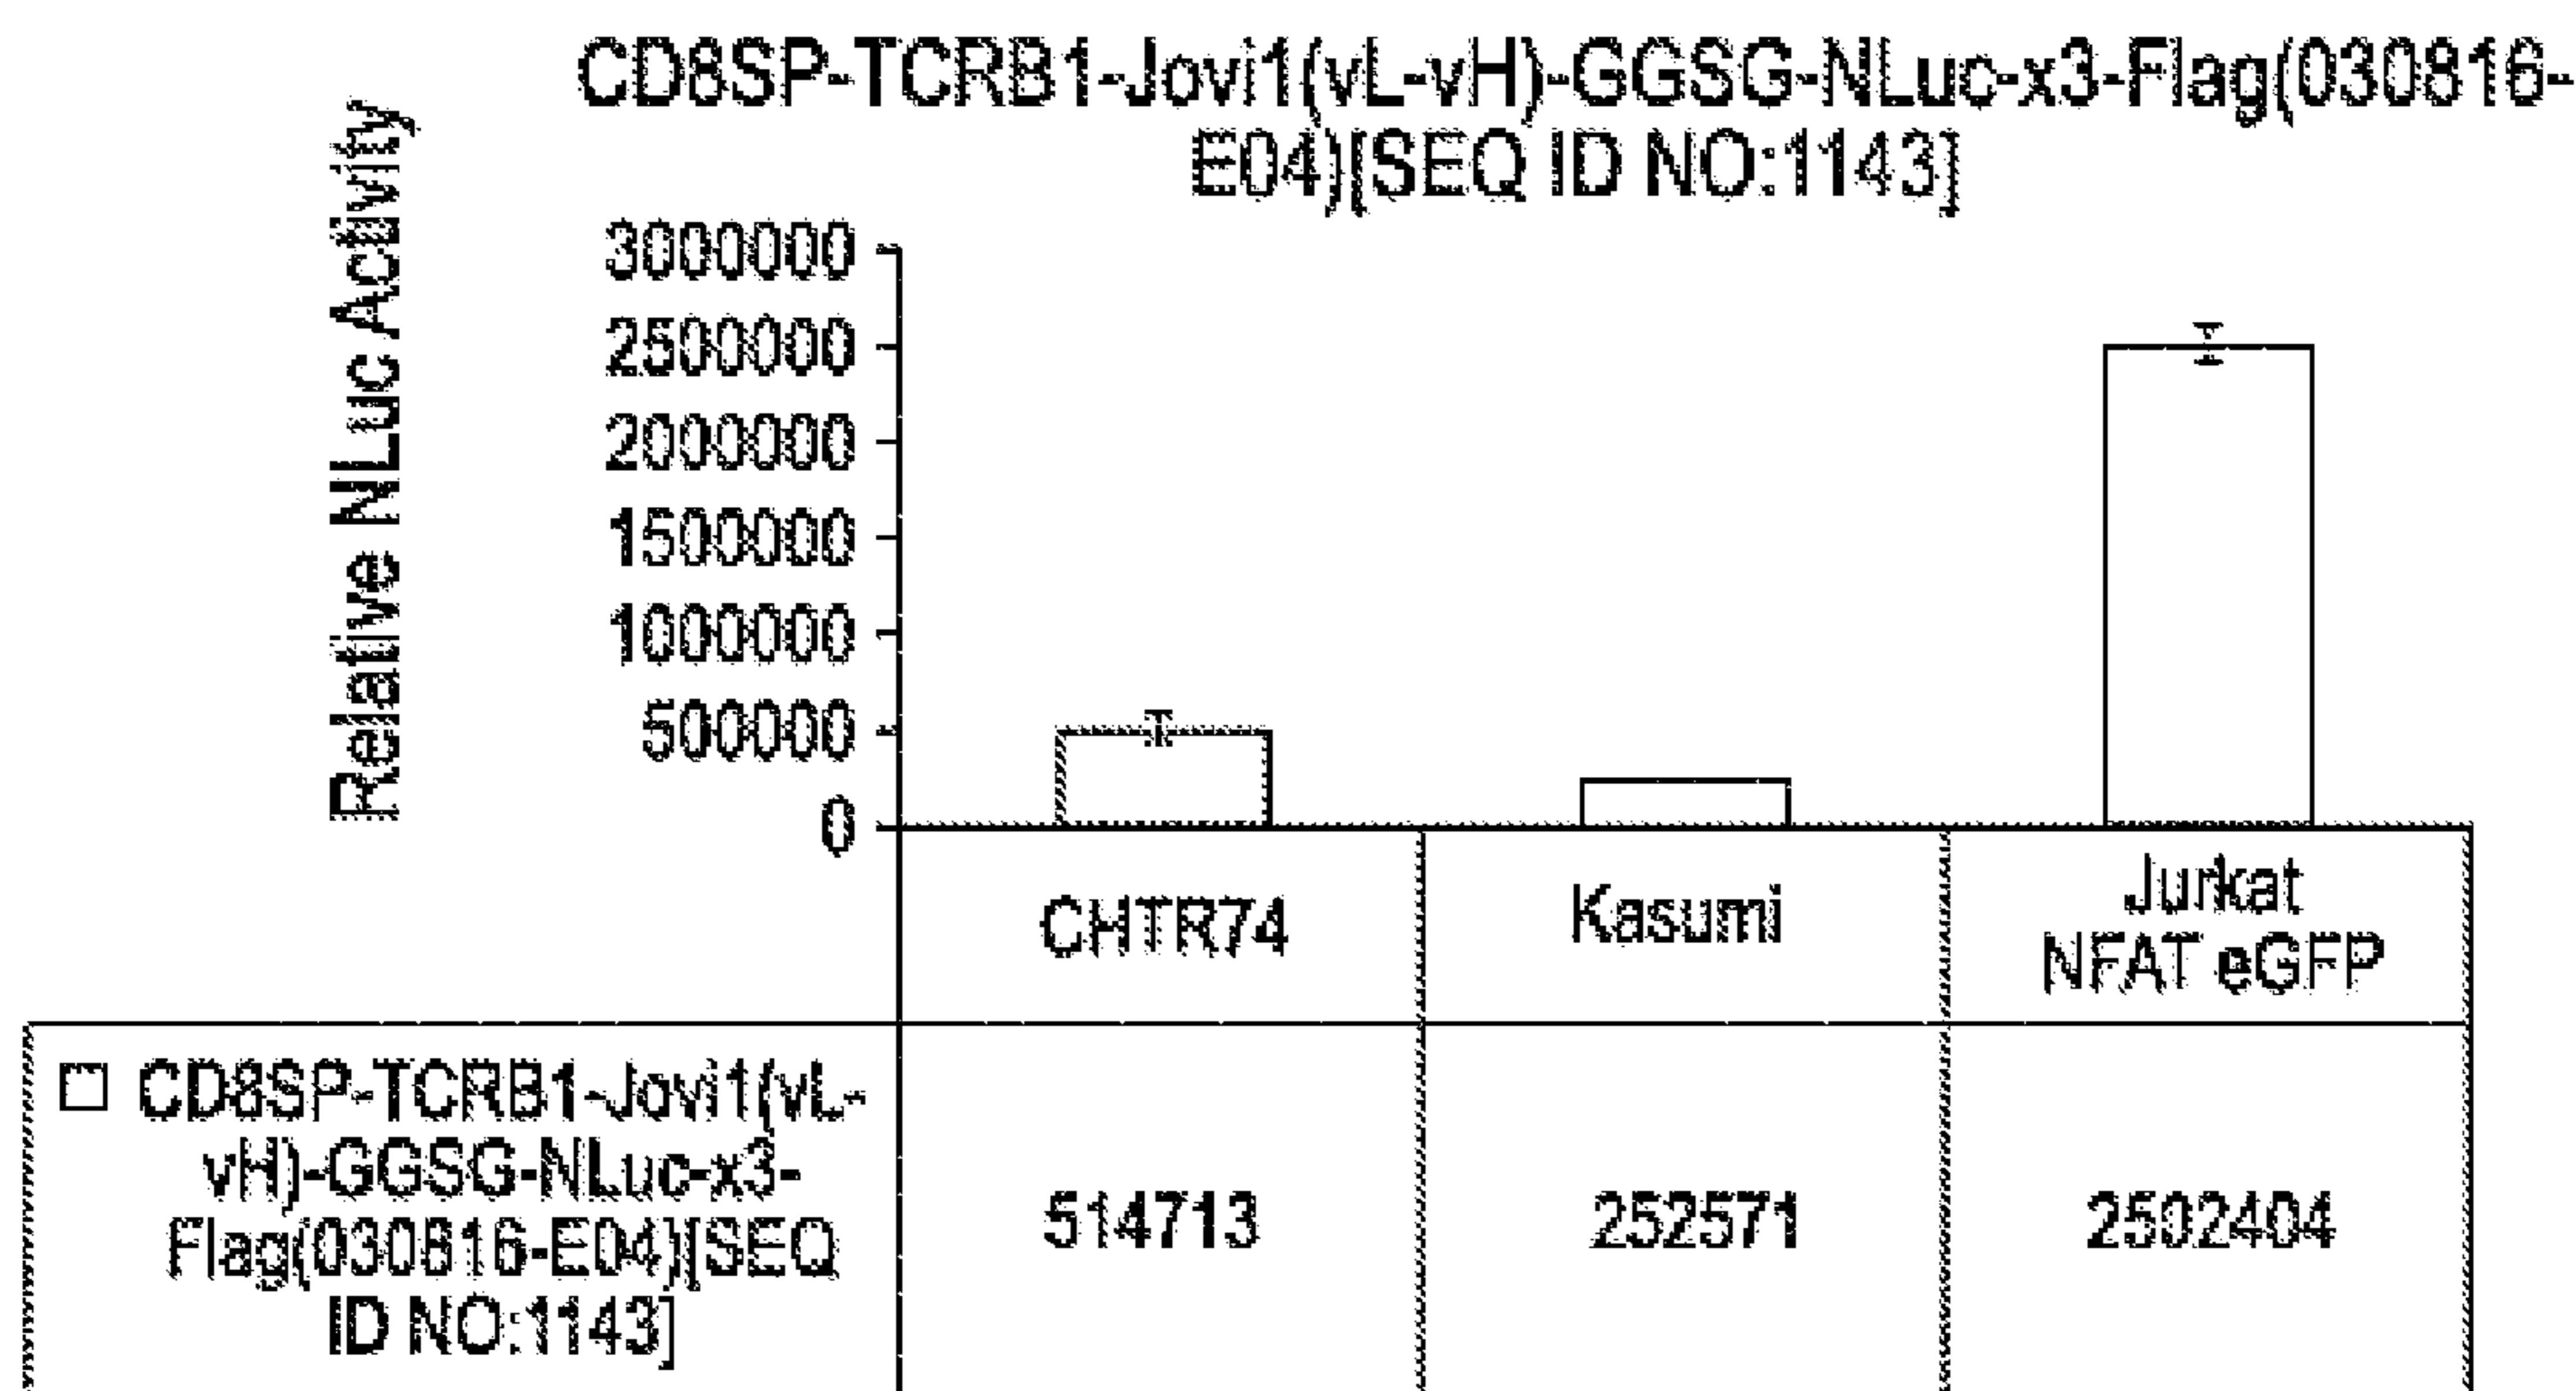 CD8SP-TCRB1-Jovi1(vL-vH)-GGSG-NLuc-x3-Flag(030816-
E04)[SEQ ID NO:1143]
Relative NLuc Activity
3000000
2500000
2000000
1500000
1000000
500000
0
CHTR74
Kasumi
Jurkat
NFAT eGFP
CD8SP-TCRB1-Jovi1(vL-
vH)-GGSG-NLuc-x3-
Flag(030816-E04)[SEQ
ID NO:1143]
514713
252571
2502404